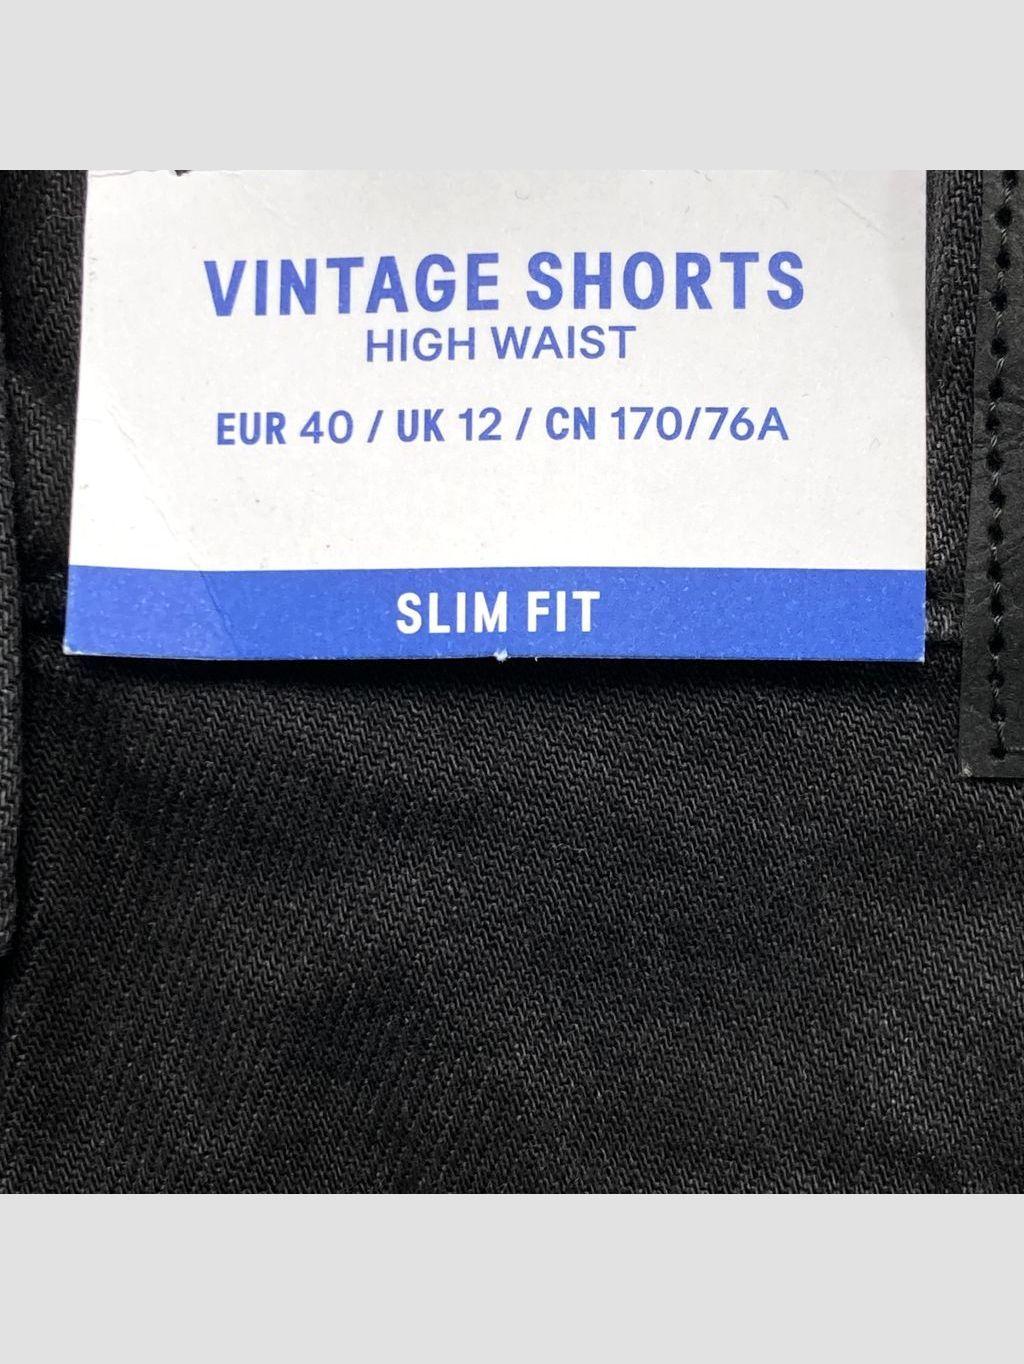 VINTAGE SHORTS
HIGH WAIST
EUR 40 / UK 12 / CN 170/76A
SLIM FIT